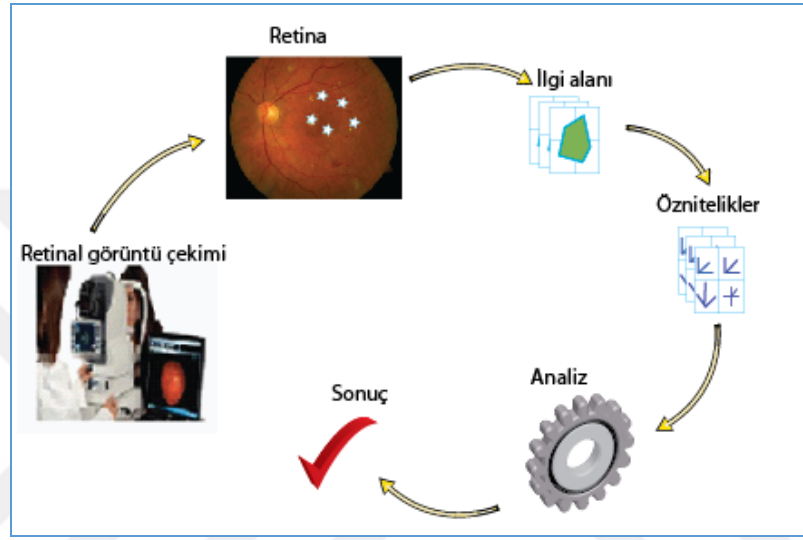 Retina
İlgi alanı
Öznitelikler
Retinal görüntü çekimi
Analiz
Sonuç